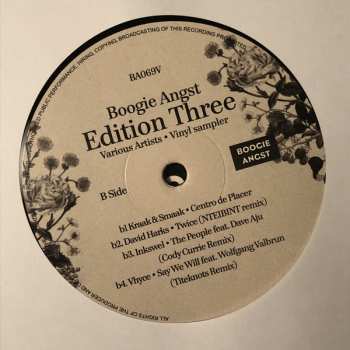 BA069V
Boogie Angst
Edition Three
Various Artists • Vinyl sampler
BOOGIE
ANGST
B Side
b1 Kraak & Smaak • Centro de Placer
b2. David Harks • Twice (NTEIBINT remix)
b3. Inkswel • The People feat. Dave Aju
(Cody Currie Remix)
b4. Vhyce • Say We Will feat. Wolfgang Valbrun
(Titeknots Remix)
ALL RIGHTS OF THE PRODUCER AND
PUBLIC PERFORMANCE, HIRING, COPYING, BROADCASTING OF THIS RECORDING PROHIBITED